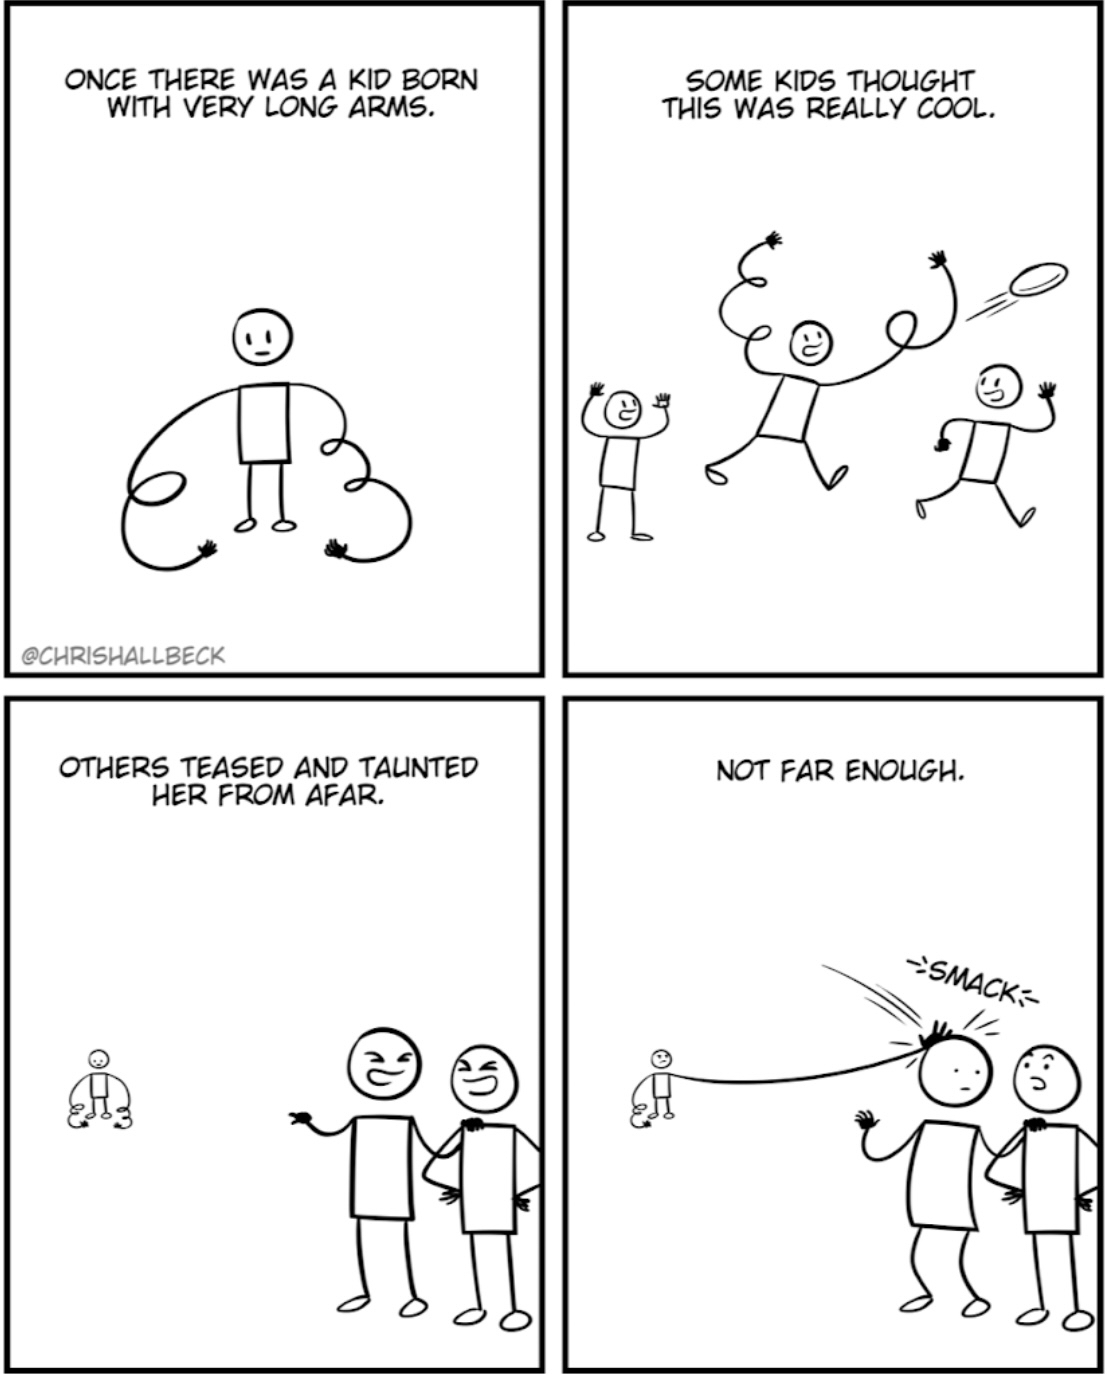 ONCE THERE WAS A KID BORN
WITH VERY LONG ARMS.
@CHRISHALLBECK
SOME KIDS THOUGHT
THIS WAS REALLY COOL.
OTHERS TEASED AND TAUNTED
HER FROM AFAR.
NOT FAR ENOUGH.
SMACK